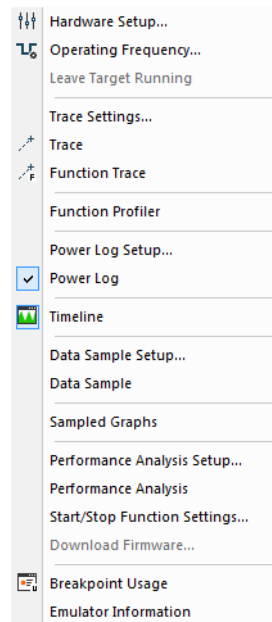 Hardware Setup...
Operating Frequency...
Leave Target Running
Trace Settings...
Trace
Function Trace
Function Profiler
Power Log Setup...
Power Log
Timeline
Data Sample Setup...
Data Sample
Sampled Graphs
Performance Analysis Setup...
Performance Analysis
Start/Stop Function Settings...
Download Firmware...
Breakpoint Usage
Emulator Information